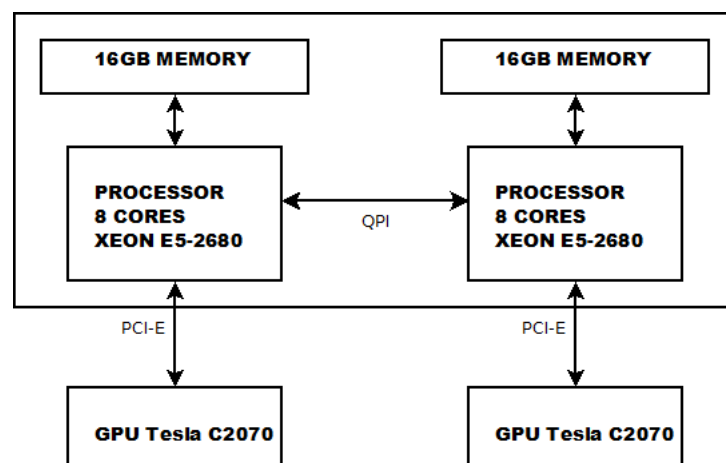 16GB MEMORY
16GB MEMORY
PROCESSOR
8 CORES
XEON E5-2680
QPI
PROCESSOR
8 CORES
XEON E5-2680
PCI-E
PCI-E
GPU Tesla C2070
GPU Tesla C2070